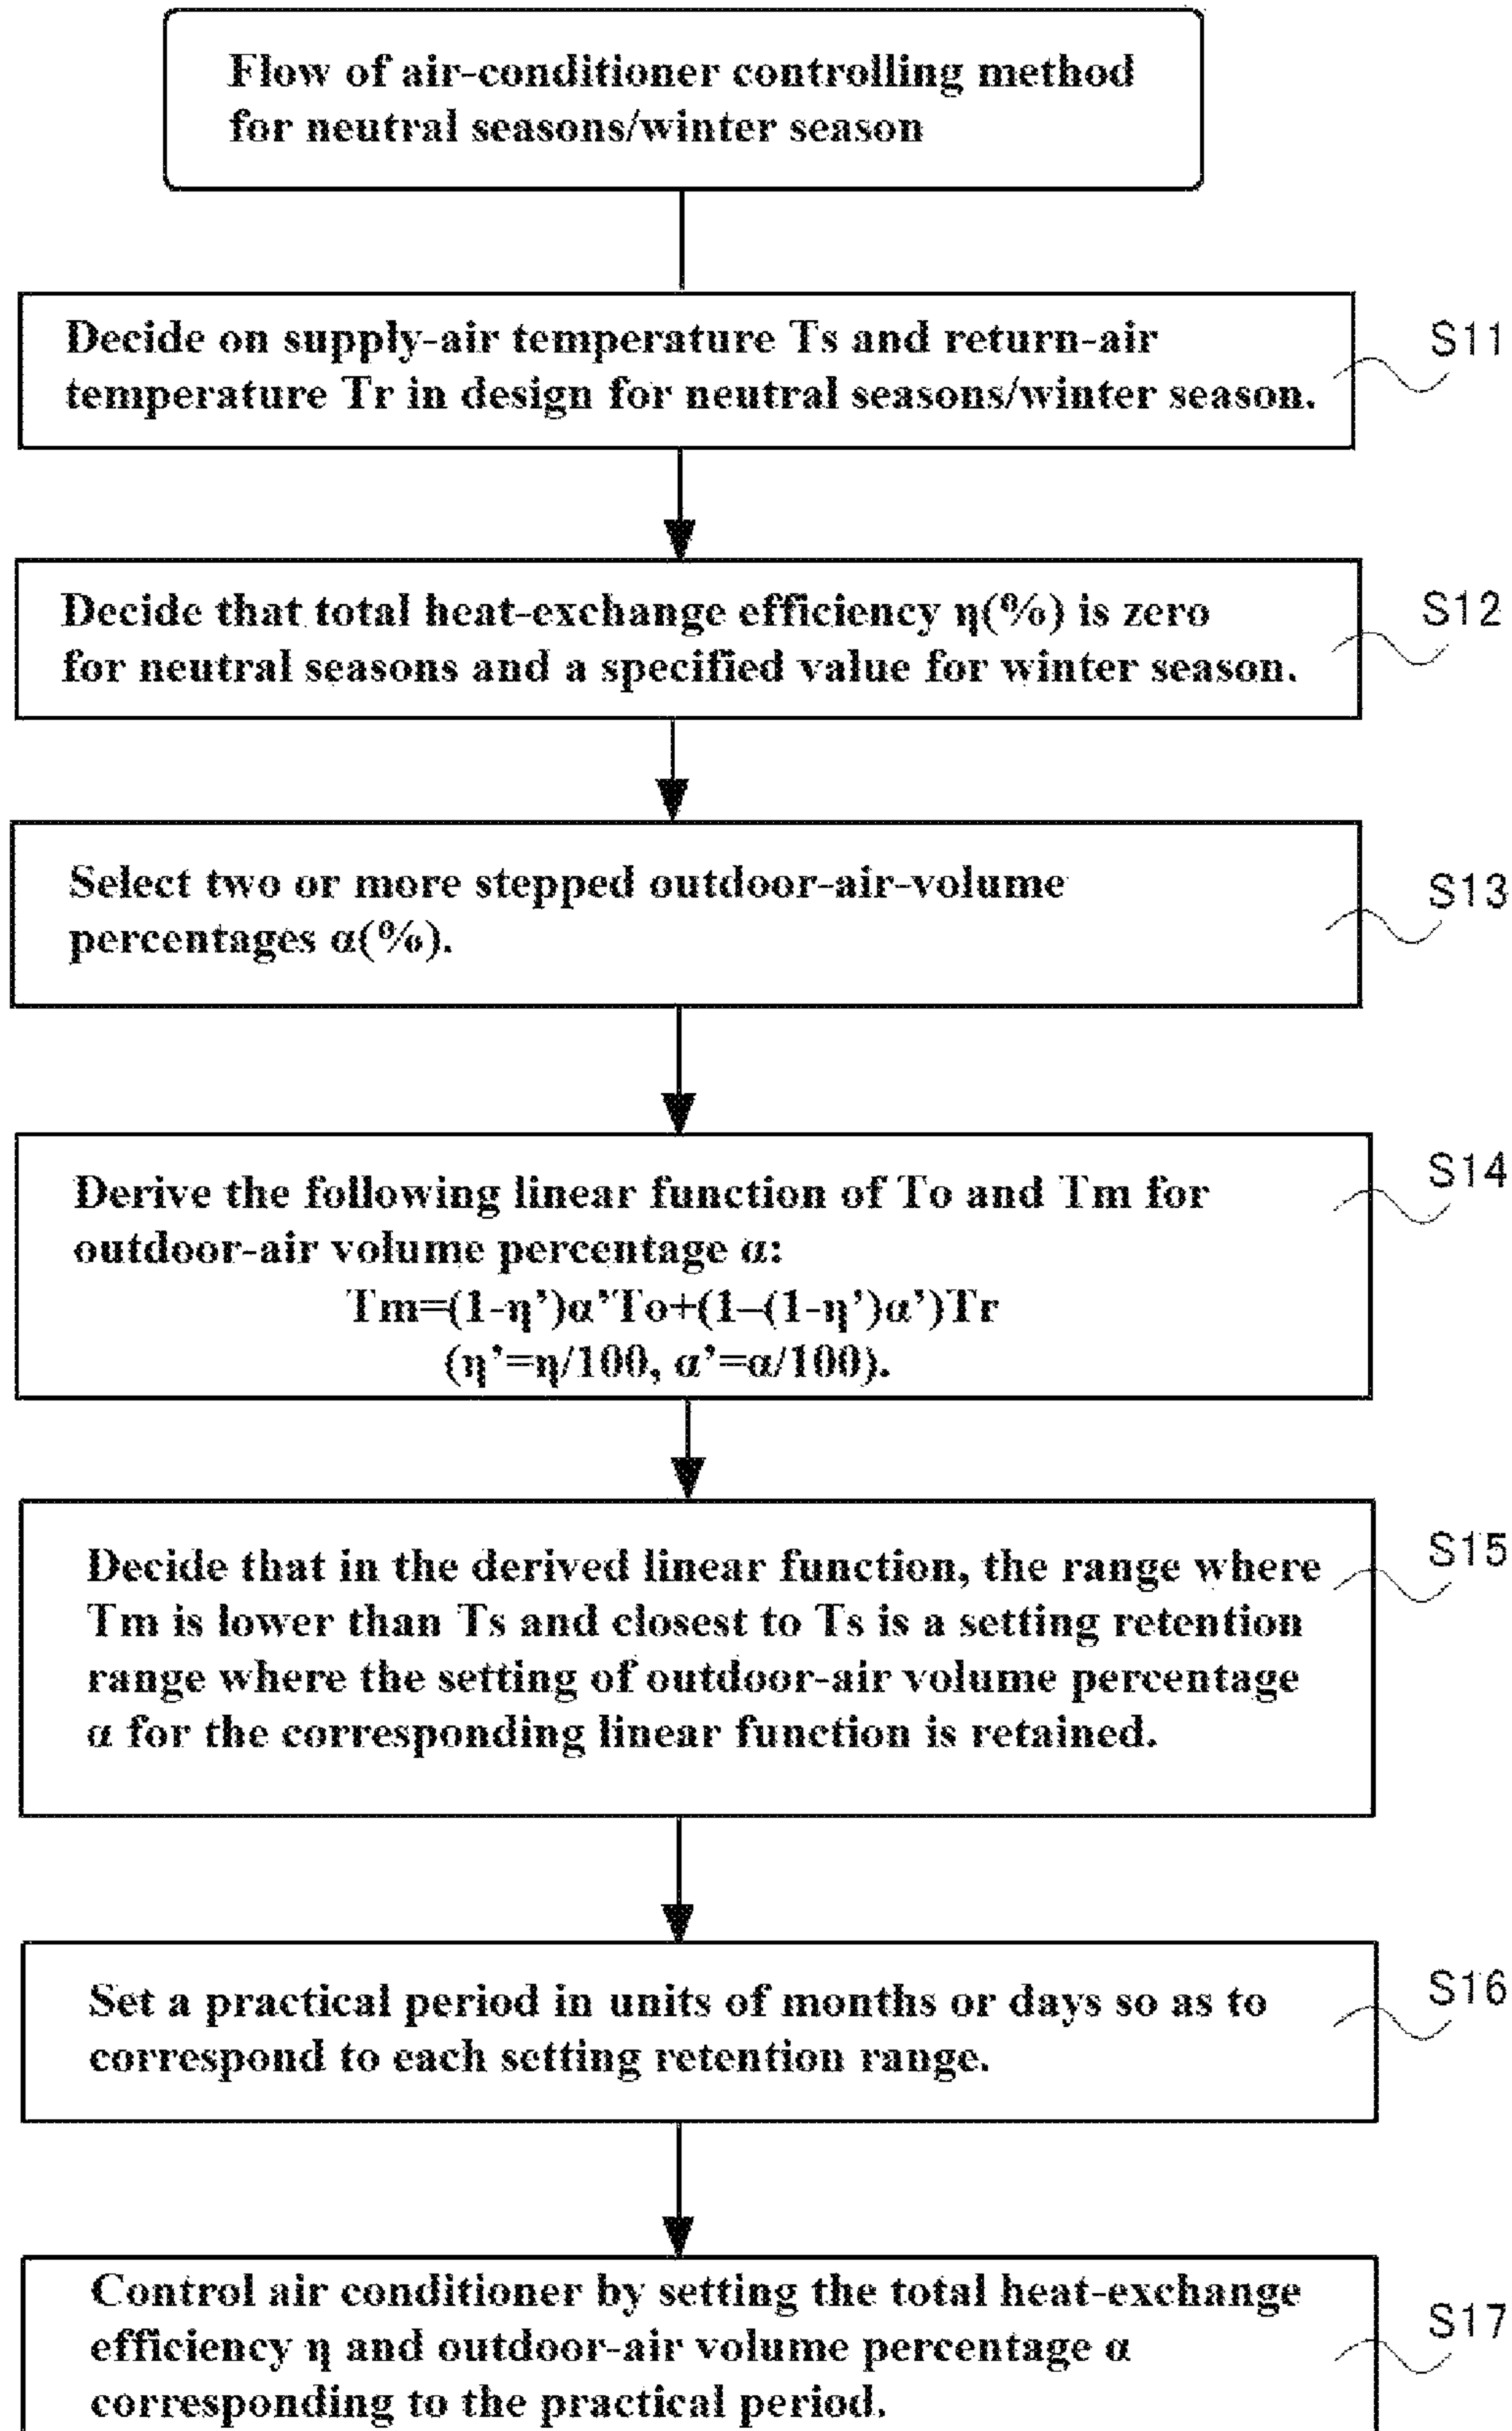 Flow of air-conditioner controlling method
for neutral seasons/winter season
Decide on supply-air temperature Ts and return-air
temperature Tr in design for neutral seasons/winter season.
S11
Decide that total heat-exchange efficiency η(%) is zero
for neutral seasons and a specified value for winter season.
S12
Select two or more stepped outdoor-air-volume
percentages α(%).
S13
Derive the following linear function of To and Tm for
outdoor-air volume percentage α:
Tm=(1-η’)α’To+(1–(1-η’)α’)Tr
(η’=η/100, α’=α/100).
S14
Decide that in the derived linear function, the range where
Tm is lower than Ts and closest to Ts is a setting retention
range where the setting of outdoor-air volume percentage
α for the corresponding linear function is retained.
S15
Set a practical period in units of months or days so as to
correspond to each setting retention range.
S16
Control air conditioner by setting the total heat-exchange
efficiency η and outdoor-air volume percentage α
corresponding to the practical period.
S17